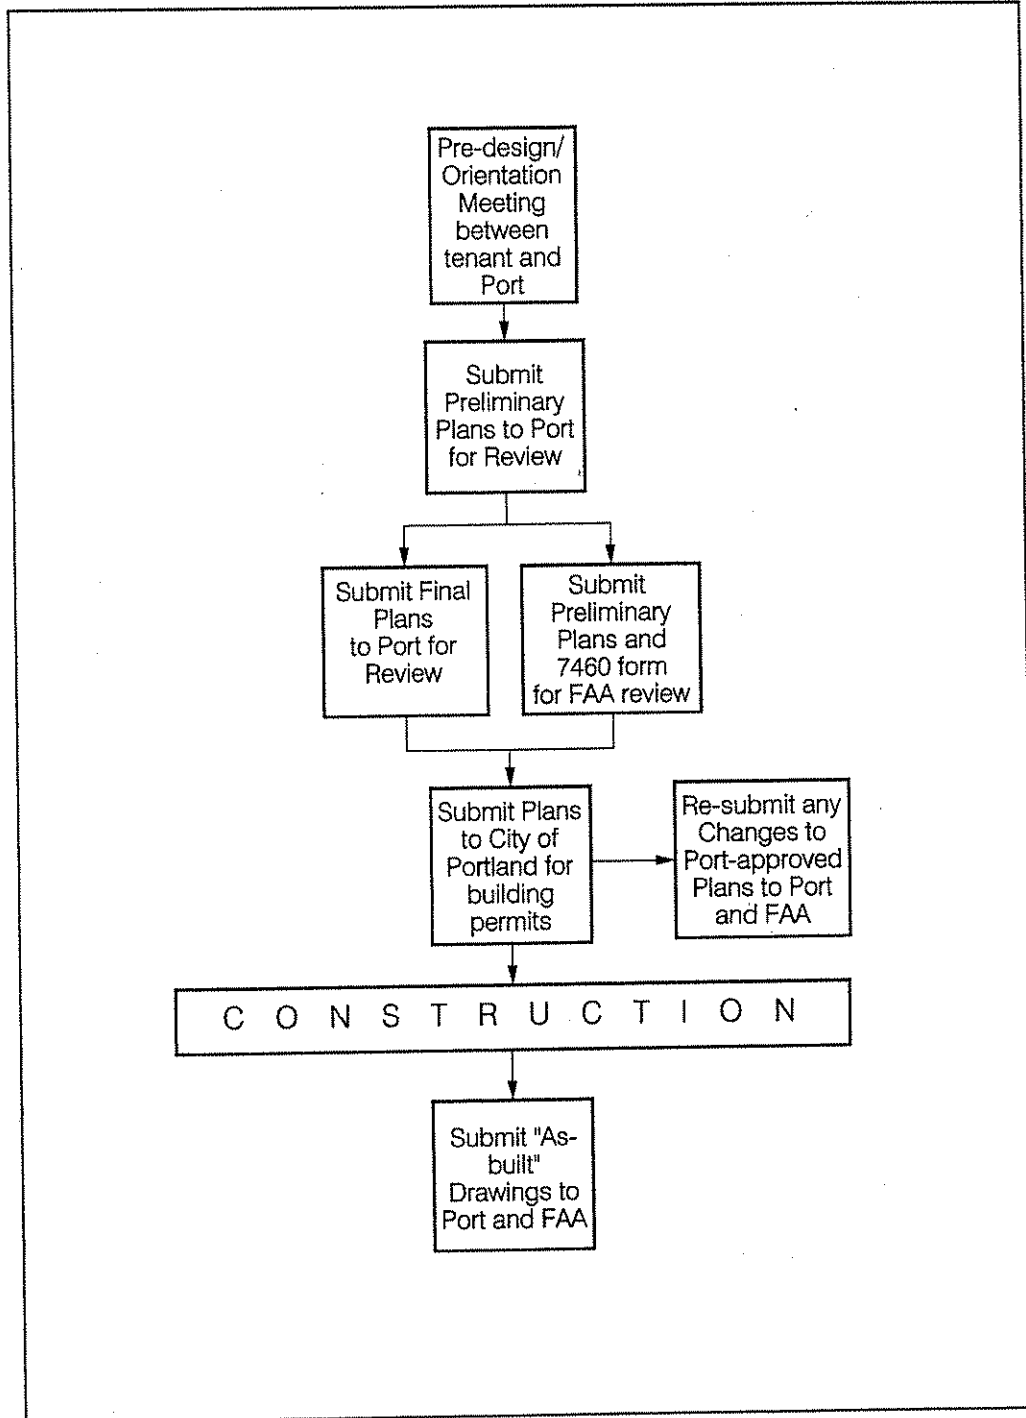 Pre-design/
Orientation
Meeting
between
tenant and
Port
Submit
Preliminary
Plans to Port
for Review
Submit Final
Plans
to Port for
Review
Submit
Preliminary
Plans and
7460 form
for FAA review
Submit Plans
to City of
Portland for
building
permits
Re-submit any
Changes to
Port-approved
Plans to Port
and FAA
C O N S T R U C T I O N
Submit "As-
built"
Drawings to
Port and FAA